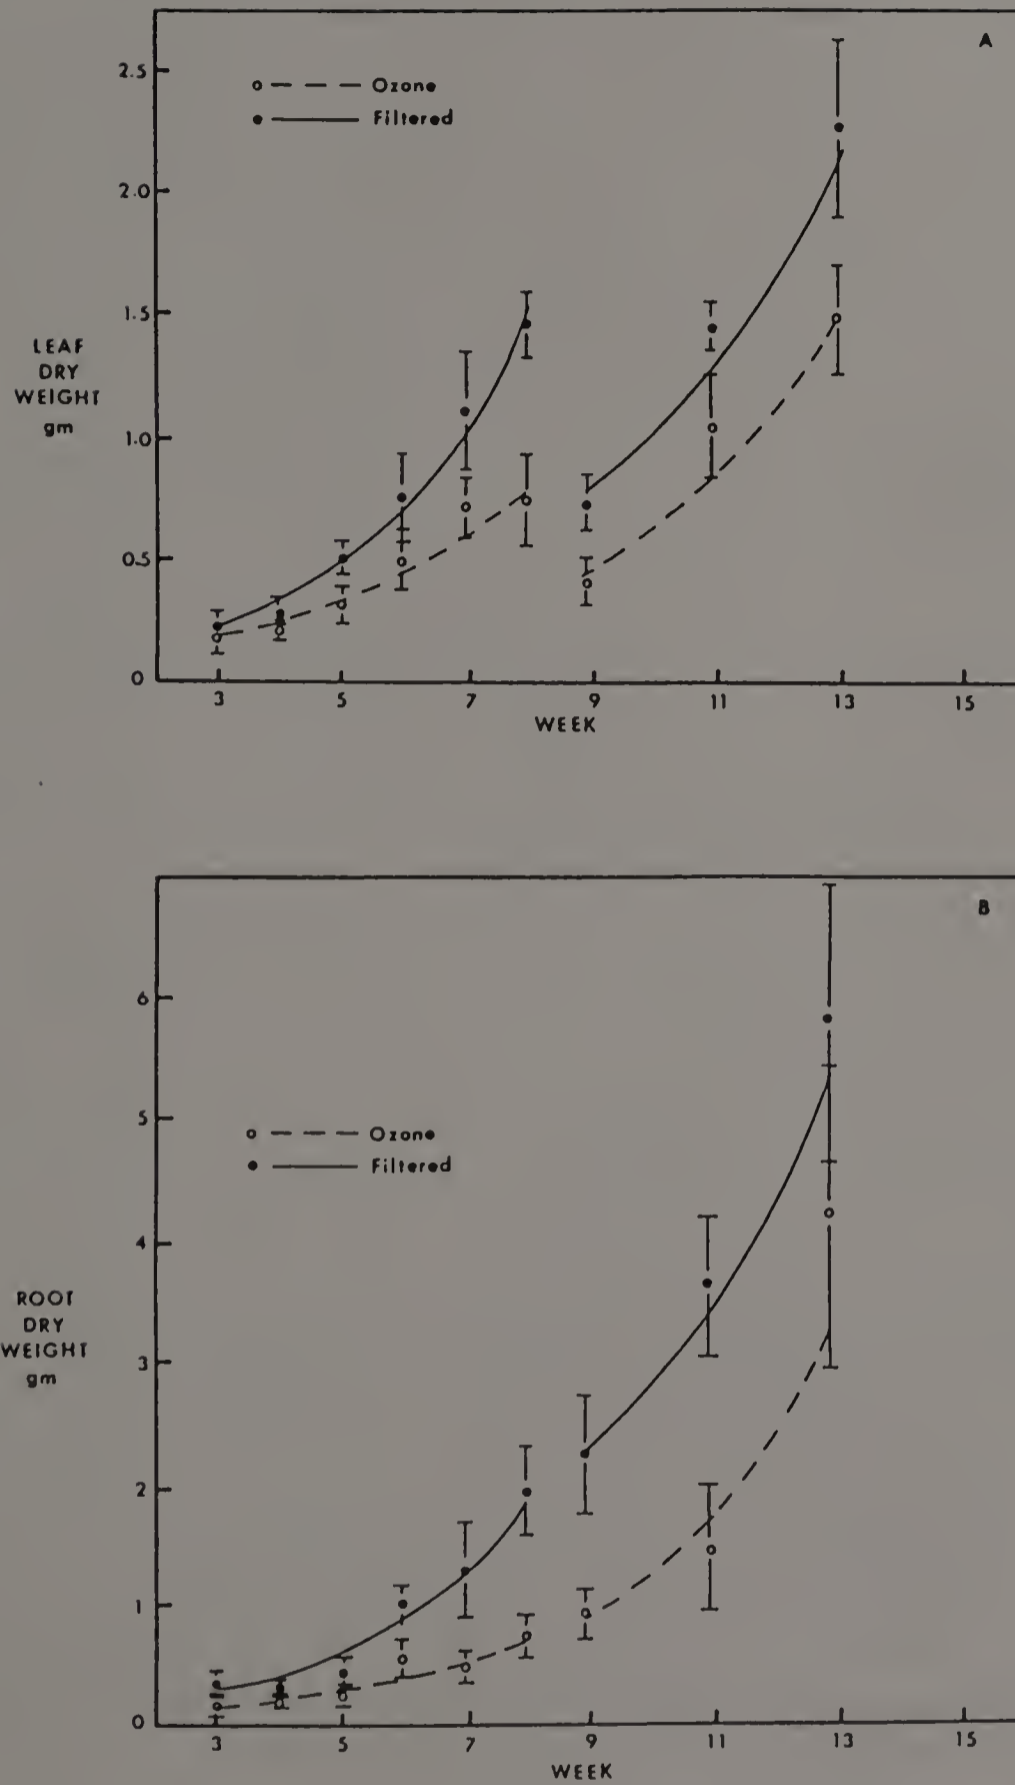 A
2.5
Ozone
Filtered
2.0
1.5
LEAF
DRY
WEIGHT
gm
1.0
0.5
0
3 5 7 9 11 13 15
WEEK
B
6
5
Ozone
Filtered
4
ROOT
DRY
WEIGHT
gm
3
2
1
0
3 5 7 9 11 13 15
WEEK